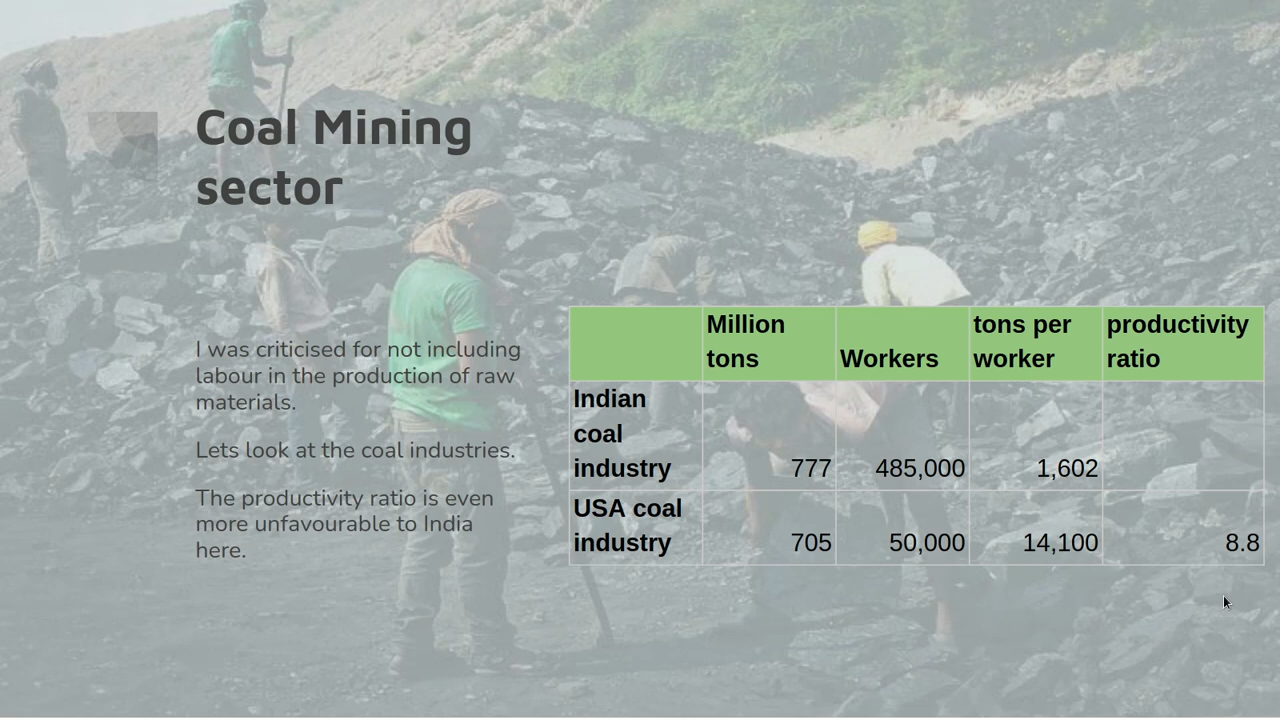 Coal Mining
sector
I was criticised for not including
labour in the production of raw
materials.
Lets look at the coal industries.
The productivity ratio is even
more unfavourable to India
here.
Million tons Workers tons per worker productivity ratio
Indian coal industry 777 485,000 1,602
USA coal industry 705 50,000 14,100 8.8